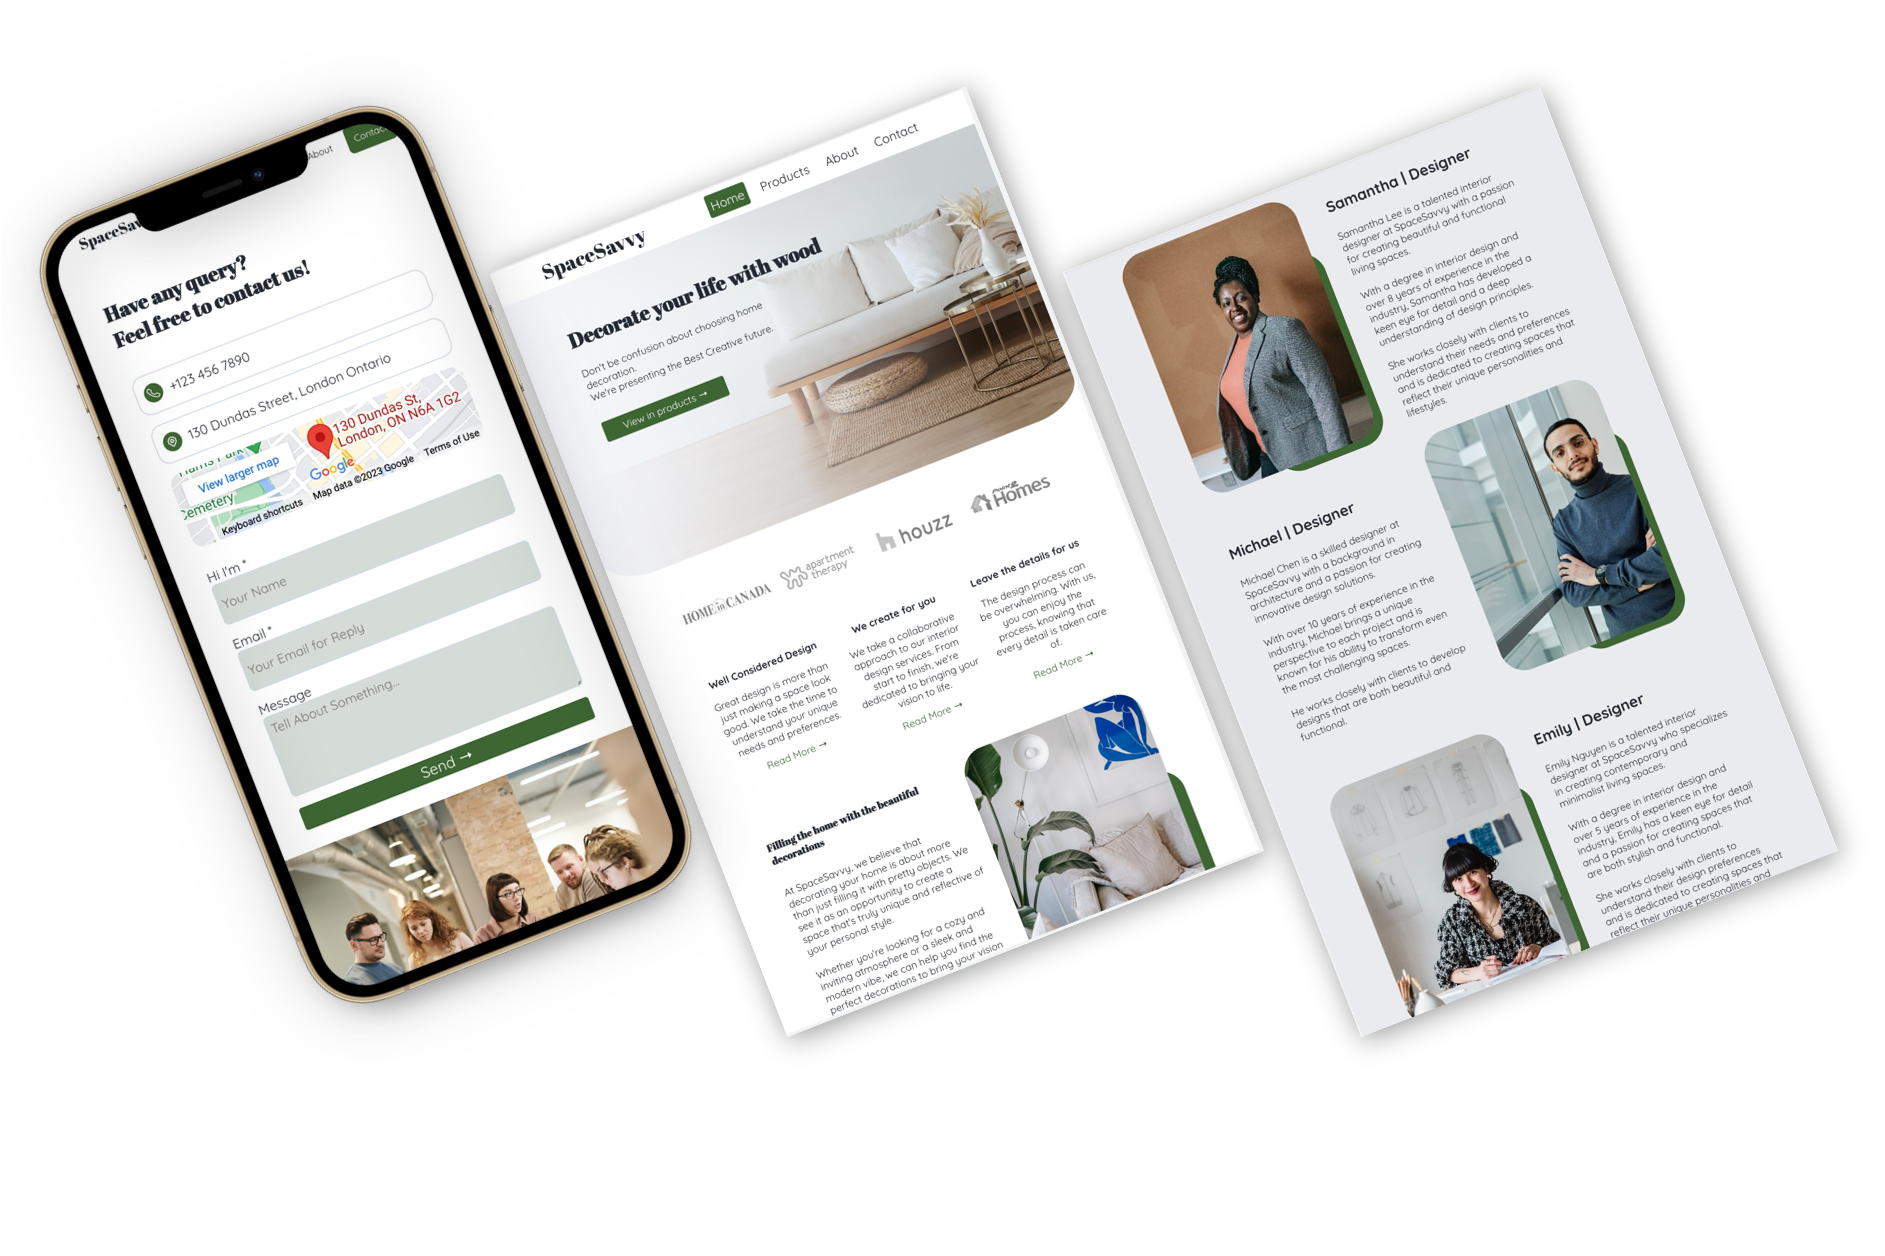 About
Contac
SpaceSav
Have any query?
Feel free to contact us!
+123 456 7890
130 Dundas Street, London Ontario
View larger map
Cemetery
130 Dundas St,
London, ON N6A 1G2
Google
Keyboard shortcuts
Map data ©2023 Google
Terms of Use
Hi I'm *
Your Name
Email *
Your Email for Reply
Message
Tell About Something...
Send →
SpaceSavvy
Home
Products
About
Contact
Decorate your life with wood
Don't be confusion about choosing home
decoration.
We're presenting the Best Creative future.
View in products →
HOME in CANADA
apartment
therapy
houzz
Homes
Well Considered Design
Great design is more than
just making a space look
good. We take the time to
understand your unique
needs and preferences.
Read More →
We create for you
We take a collaborative
approach to our interior
design services. From
start to finish, we're
dedicated to bringing your
vision to life.
Read More →
Leave the details for us
The design process can
be overwhelming. With us,
you can enjoy the
process, knowing that
every detail is taken care
of.
Read More →
Filling the home with the beautiful
decorations
At SpaceSavvy, we believe that
decorating your home is about more
than just filling it with pretty objects. We
see it as an opportunity to create a
space that's truly unique and reflective of
your personal style.
Whether you're looking for a cozy and
inviting atmosphere or a sleek and
modern vibe, we can help you find the
perfect decorations to bring your vision
Samantha | Designer
Samantha Lee is a talented interior
designer at SpaceSavvy with a passion
for creating beautiful and functional
living spaces.
With a degree in interior design and
over 8 years of experience in the
industry, Samantha has developed a
keen eye for detail and a deep
understanding of design principles.
She works closely with clients to
understand their needs and preferences
and is dedicated to creating spaces that
reflect their unique personalities and
lifestyles.
Michael | Designer
Michael Chen is a skilled designer at
SpaceSavvy with a background in
architecture and a passion for creating
innovative design solutions.
With over 10 years of experience in the
industry, Michael brings a unique
perspective to each project and is
known for his ability to transform even
the most challenging spaces.
He works closely with clients to develop
designs that are both beautiful and
functional.
Emily | Designer
Emily Nguyen is a talented interior
designer at SpaceSavvy who specializes
in creating contemporary and
minimalist living spaces.
With a degree in interior design and
over 5 years of experience in the
industry, Emily has a keen eye for detail
and a passion for creating spaces that
are both stylish and functional.
She works closely with clients to
understand their design preferences
and is dedicated to creating spaces that
reflect their unique personalities and